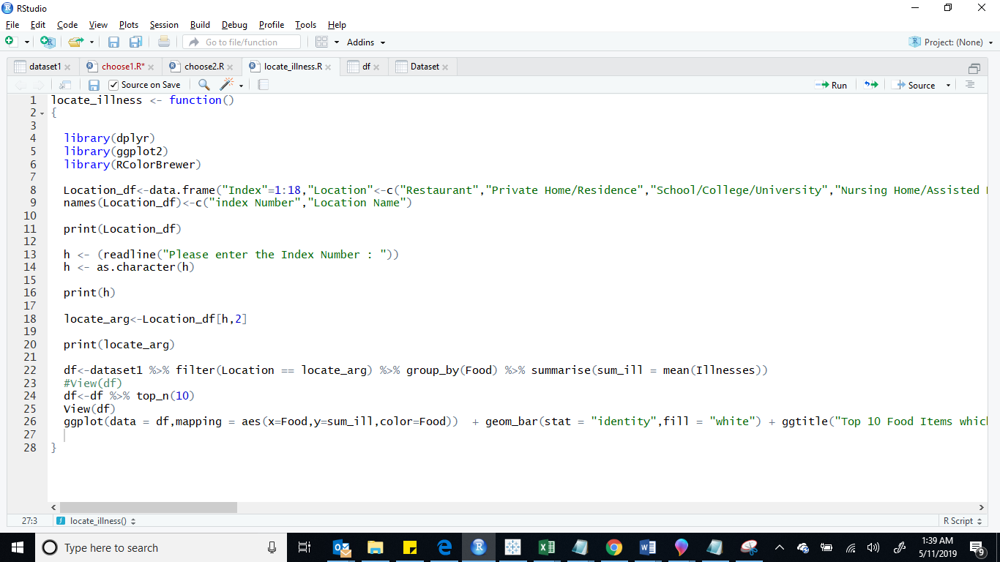 RStudio
File Edit Code View Plots Session Build Debug Profile Tools Help
Go to file/function Addins Project: (None)
dataset1 choose1.R* choose2.R locate_illness.R df Dataset
Source on Save Run Source
1 locate_illness <- function()
2 {
3
4 library(dplyr)
5 library(ggplot2)
6 library(RColorBrewer)
7
8 Location_df<-data.frame("Index"=1:18,"Location"<-c("Restaurant","Private Home/Residence","School/College/University","Nursing Home/Assisted
9 names(Location_df)<-c("index Number","Location Name")
10
11 print(Location_df)
12
13 h <- (readline("Please enter the Index Number : "))
14 h <- as.character(h)
15
16 print(h)
17
18 locate_arg<-Location_df[h,2]
19
20 print(locate_arg)
21
22 df<-dataset1 %>% filter(Location == locate_arg) %>% group_by(Food) %>% summarise(sum_ill = mean(Illnesses))
23 #View(df)
24 df<-df %>% top_n(10)
25 View(df)
26 ggplot(data = df,mapping = aes(x=Food,y=sum_ill,color=Food)) + geom_bar(stat = "identity",fill = "white") + ggtitle("Top 10 Food Items whic
27
28 }
27:3 locate_illness() R Script
Type here to search
1:39 AM
5/11/2019
9